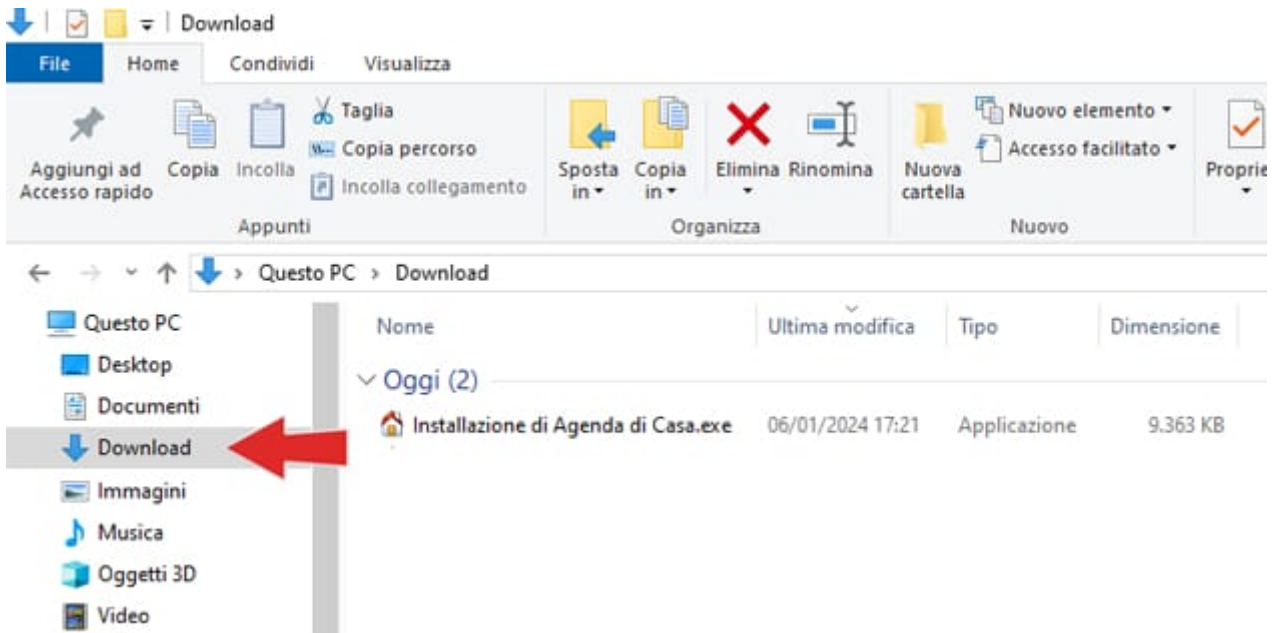 Download
File Home Condividi Visualizza
Aggiungi ad Accesso rapido
Copia
Incolla
Taglia
Copia percorso
Incolla collegamento
Appunti
Sposta in
Copia in
Elimina
Rinomina
Organizza
Nuova cartella
Nuovo elemento
Accesso facilitato
Nuovo
Proprie
Questo PC > Download
Questo PC
Desktop
Documenti
Download
Immagini
Musica
Oggetti 3D
Video
Nome Ultima modifica Tipo Dimensione
Oggi (2)
Installazione di Agenda di Casa.exe 06/01/2024 17:21 Applicazione 9.363 KB